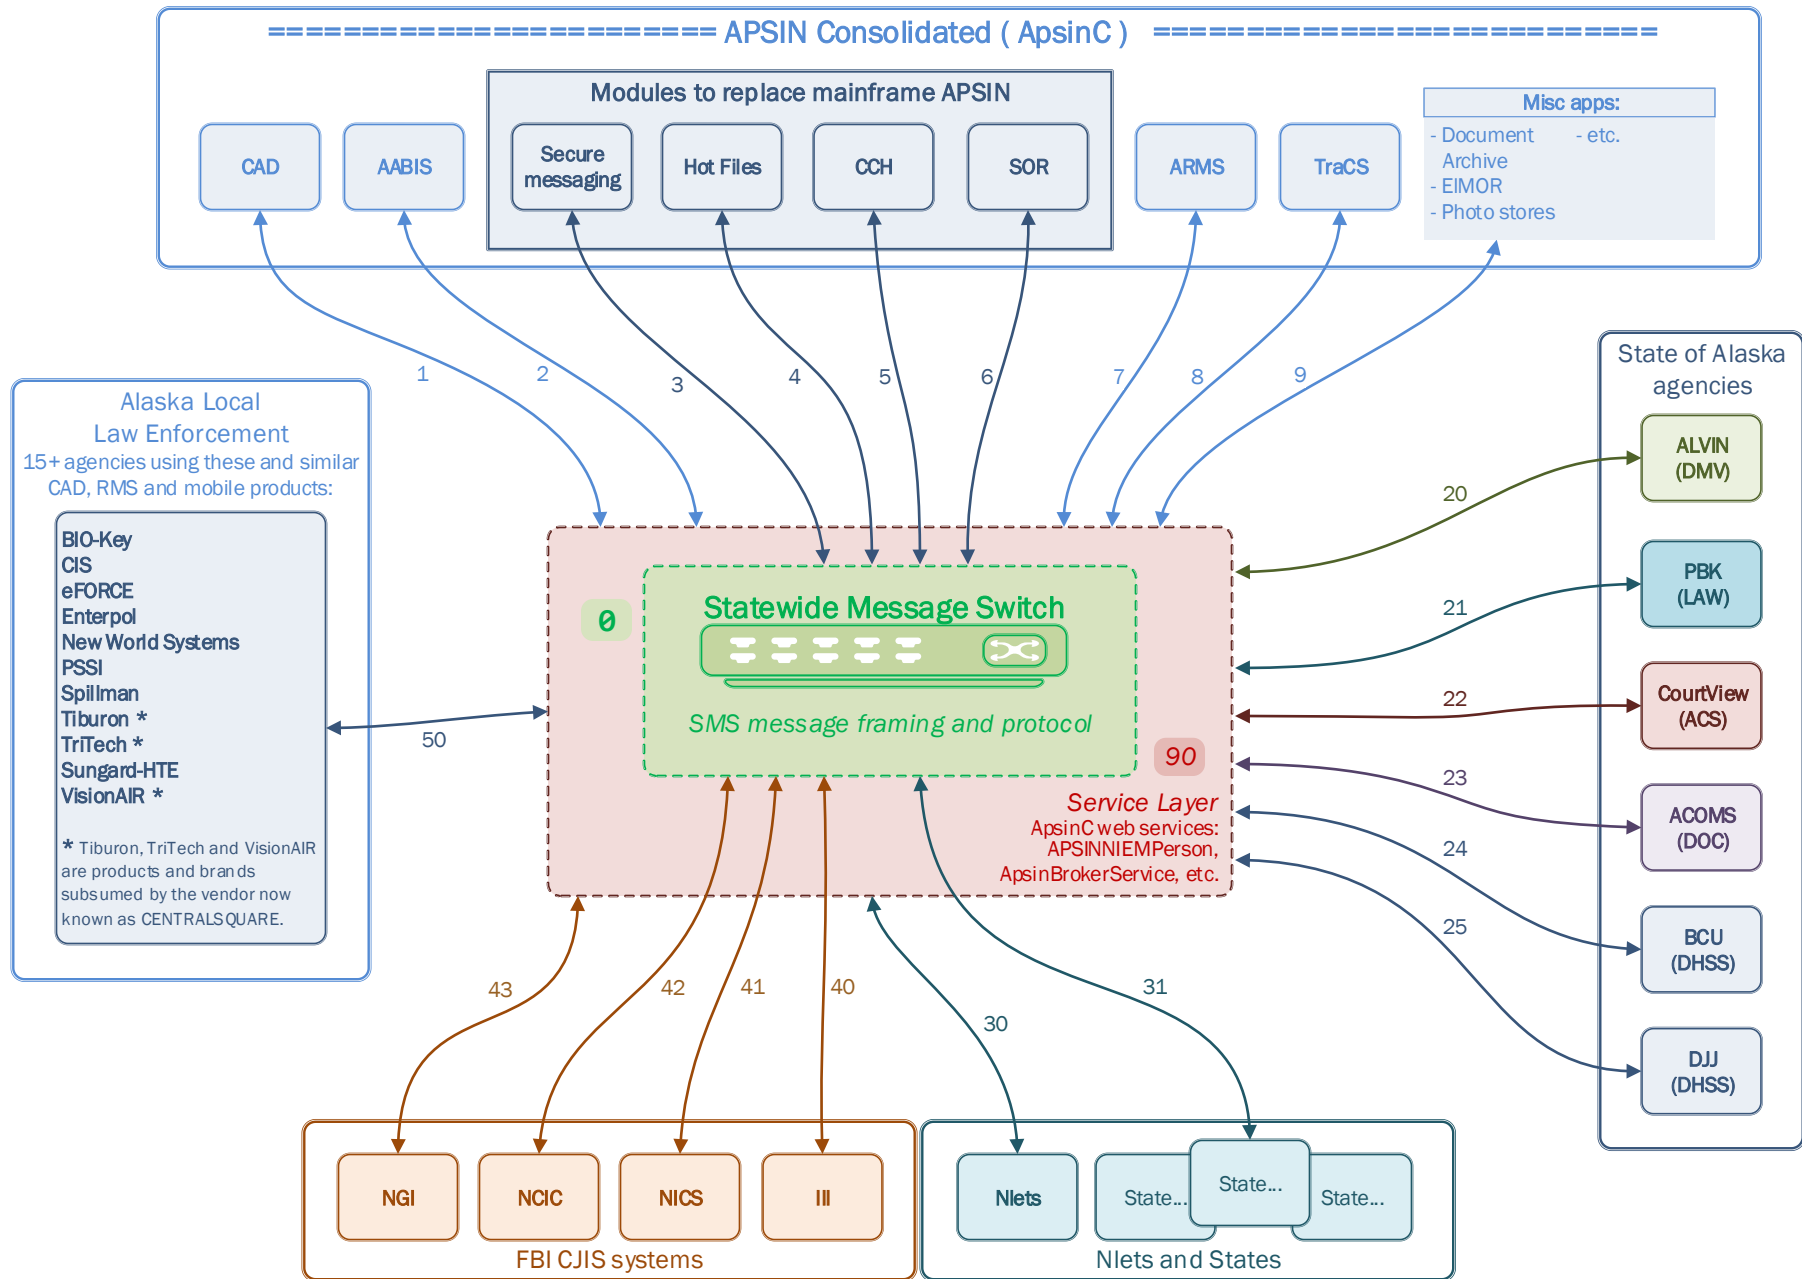 ======================== APSIN Consolidated ( ApsinC ) ===========================
Modules to replace mainframe APSIN
CAD
AABIS
Secure
messaging
Hot Files
CCH
SOR
ARMS
TraCS
Misc apps:
- Document
Archive
- EIMOR
- Photo stores
- etc.
1
2
3
4
5
6
7
8
9
Alaska Local
Law Enforcement
15+ agencies using these and similar
CAD, RMS and mobile products:
BIO-Key
CIS
eFORCE
Enterpol
New World Systems
PSSI
Spillman
Tiburon *
TriTech *
Sungard-HTE
VisionAIR *
* Tiburon, TriTech and VisionAIR
are products and brands
subsumed by the vendor now
known as CENTRALSQUARE.
50
0
Statewide Message Switch
SMS message framing and protocol
90
Service Layer
ApsinC web services:
APSINNIEMPerson,
ApsinBrokerService, etc.
State of Alaska
agencies
20
ALVIN
(DMV)
21
PBK
(LAW)
22
CourtView
(ACS)
23
ACOMS
(DOC)
24
BCU
(DHSS)
25
DJJ
(DHSS)
43
42
41
40
30
31
NGI
NCIC
NICS
III
FBI CJIS systems
Nlets
State...
State...
State...
Nlets and States